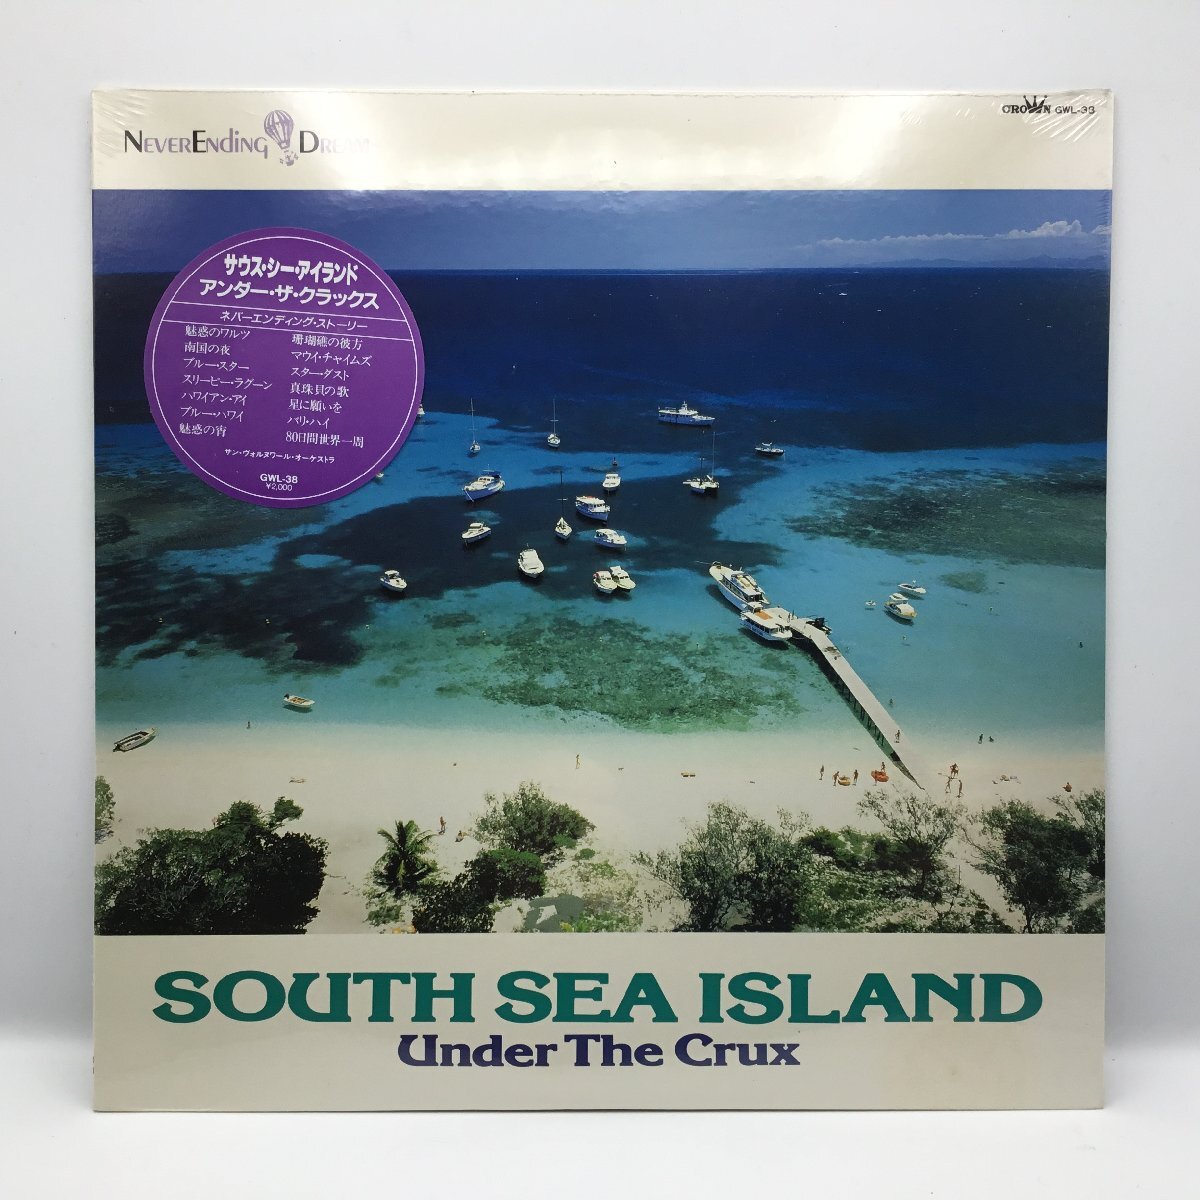 NEVERENDING DREAM
CROWN GWL-38
サウス・シー・アイランド
アンダー・ザ・クラックス
ネバーエンディング・ストーリー
魅惑のワルツ
南国の夜
ブルー・スター
スリーピー・ラグーン
ハワイアン・アイ
ブルー・ハワイ
魅惑の宵
珊瑚礁の彼方
マウイ・チャイムズ
スター・ダスト
真珠貝の歌
星に願いを
バリ・ハイ
80日間世界一周
サン・ヴォルヌワール・オーケストラ
GWL-38
¥2,000
SOUTH SEA ISLAND
Under The Crux